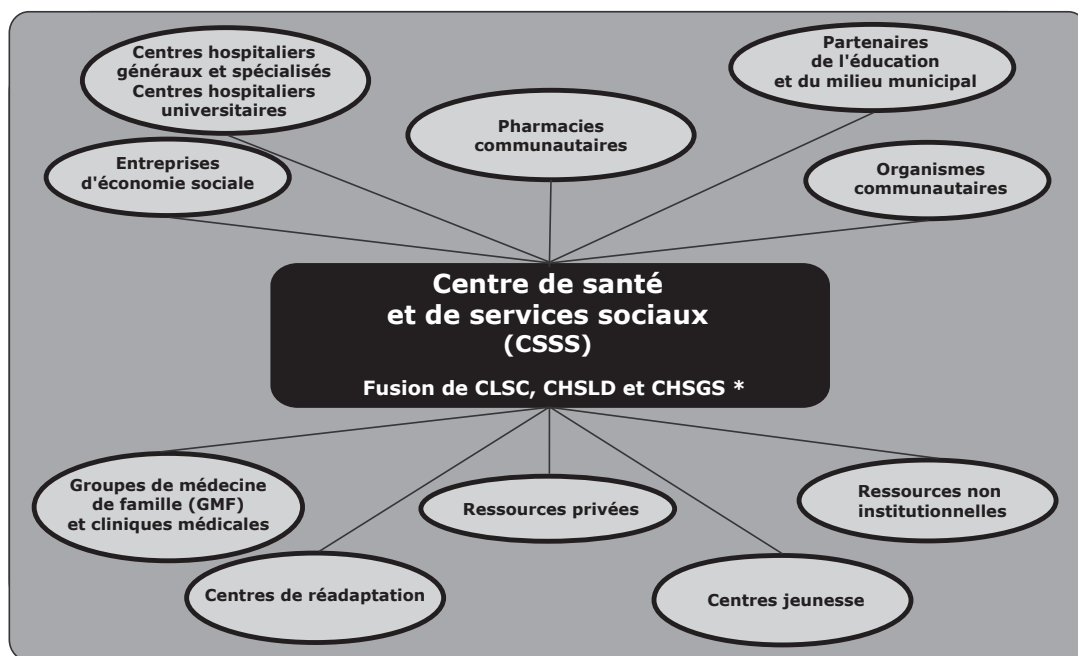 Centres hospitaliers
généraux et spécialisés
Centres hospitaliers
universitaires
Partenaires
de l'éducation
et du milieu municipal
Pharmacies
communautaires
Entreprises
d'économie sociale
Organismes
communautaires
Centre de santé
et de services sociaux
(CSSS)
Fusion de CLSC, CHSLD et CHSGS *
Groupes de médecine
de famille (GMF)
et cliniques médicales
Ressources privées
Ressources non
institutionnelles
Centres de réadaptation
Centres jeunesse